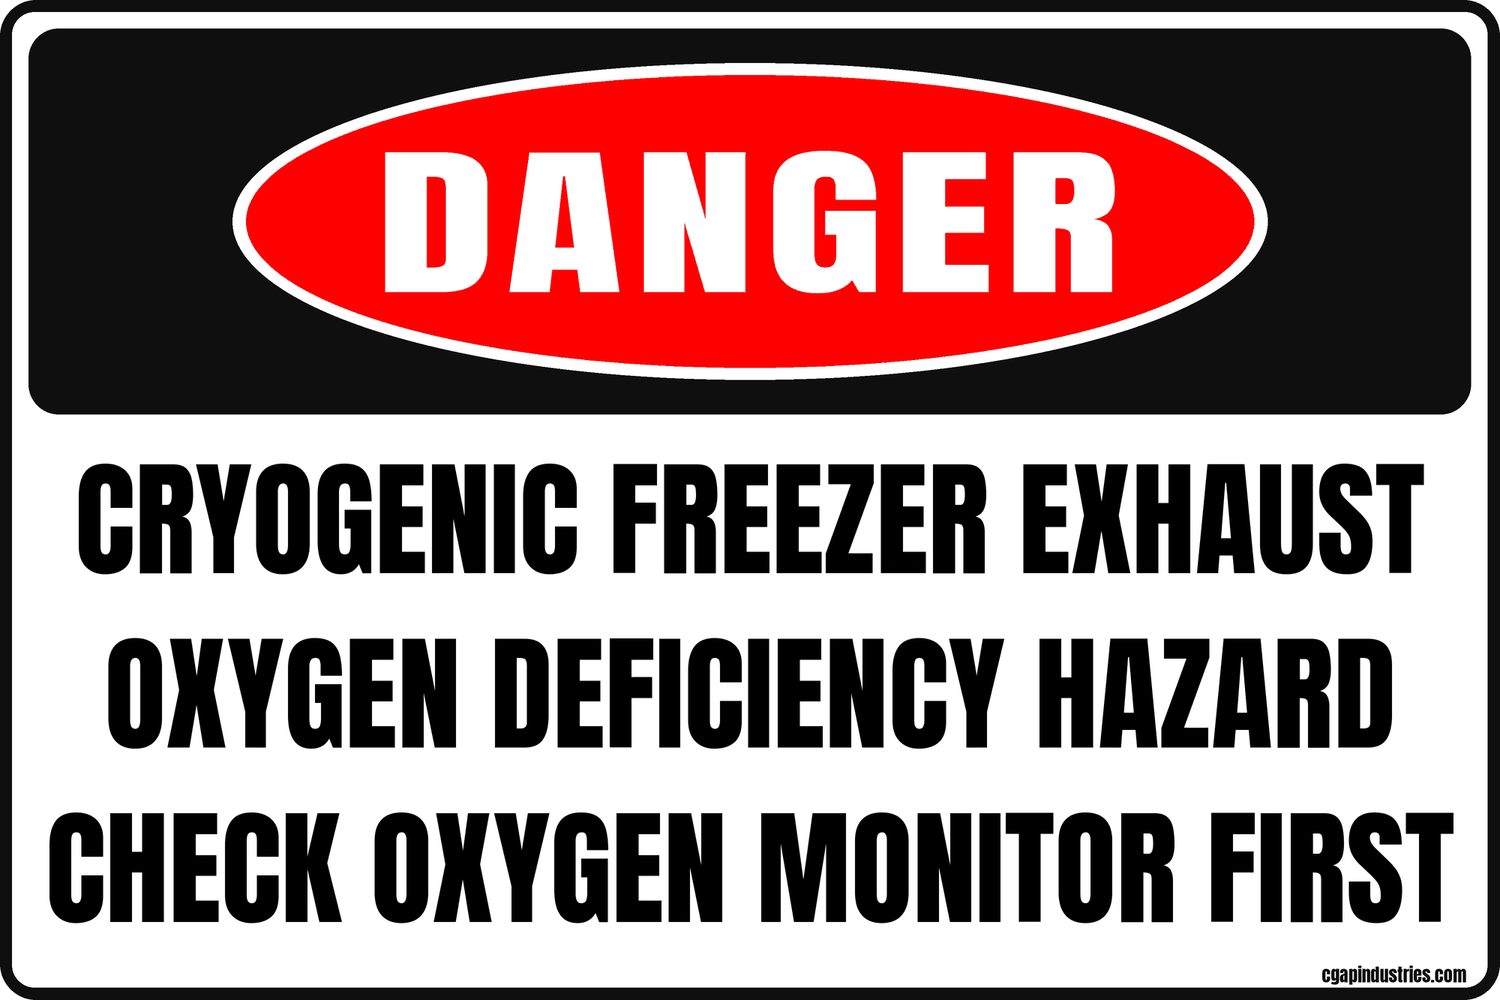 DANGER
CRYOGENIC FREEZER EXHAUST
OXYGEN DEFICIENCY HAZARD
CHECK OXYGEN MONITOR FIRST
cgapindustries.com